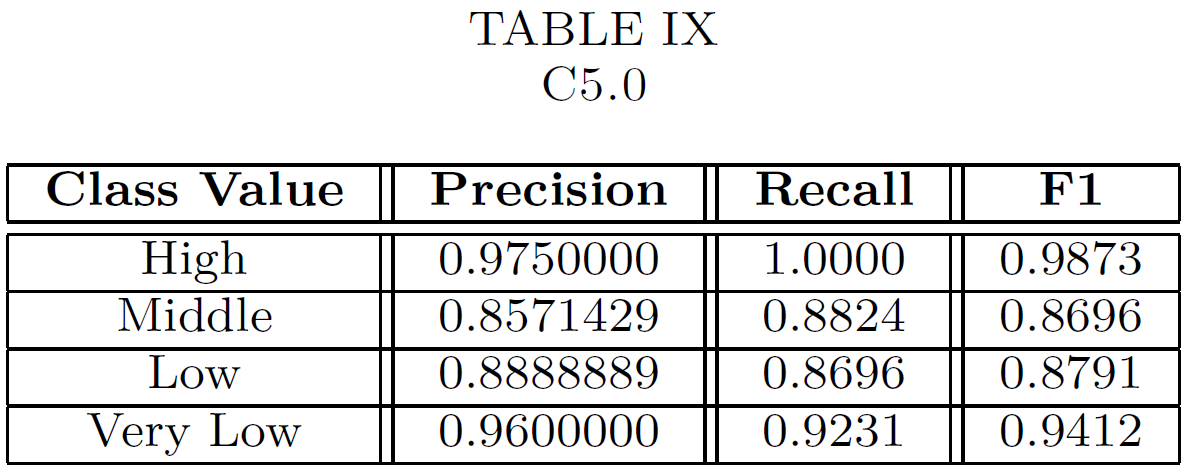 TABLE IX
C5.0
Class Value Precision Recall F1
High 0.9750000 1.0000 0.9873
Middle 0.8571429 0.8824 0.8696
Low 0.8888889 0.8696 0.8791
Very Low 0.9600000 0.9231 0.9412